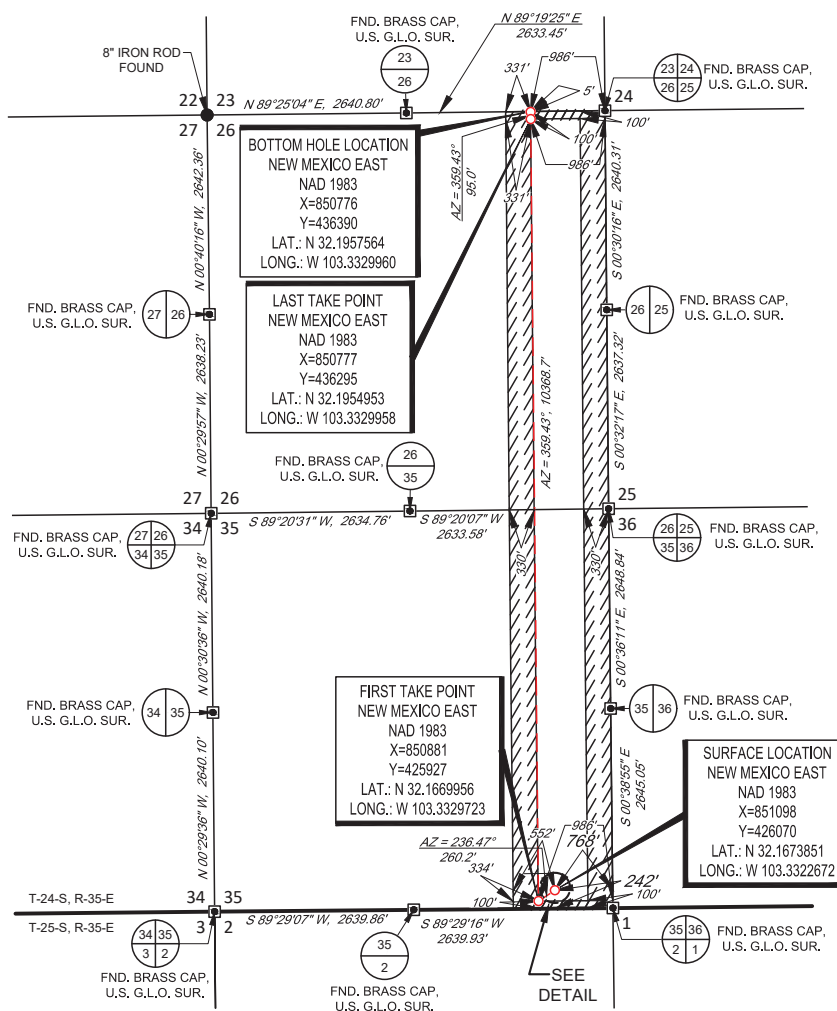 FND. BRASS CAP,
U.S. G.L.O. SUR.
23
26
N 89°19'25" E
2633.45'
8" IRON ROD
FOUND
22 23
27 26
N 89°25'04" E, 2640.80'
331'
986'
5'
24
23 24
26 25
FND. BRASS CAP,
U.S. G.L.O. SUR.
100'
100'
986'
331'
AZ = 359.43°
95.0'
BOTTOM HOLE LOCATION
NEW MEXICO EAST
NAD 1983
X=850776
Y=436390
LAT.: N 32.1957564
LONG.: W 103.3329960
N 00°40'16" W, 2642.36'
S 00°30'16" E, 2640.31'
LAST TAKE POINT
NEW MEXICO EAST
NAD 1983
X=850777
Y=436295
LAT.: N 32.1954953
LONG.: W 103.3329958
FND. BRASS CAP,
U.S. G.L.O. SUR.
27 26
26 25
FND. BRASS CAP,
U.S. G.L.O. SUR.
N 00°29'57" W, 2638.23'
AZ = 359.43°, 10368.7'
S 00°32'17" E, 2637.32'
FND. BRASS CAP,
U.S. G.L.O. SUR.
26
35
27 26
34 35
S 89°20'31" W, 2634.76'
S 89°20'07" W
2633.58'
25
36
FND. BRASS CAP,
U.S. G.L.O. SUR.
27 26
34 35
330'
330'
26 25
35 36
FND. BRASS CAP,
U.S. G.L.O. SUR.
N 00°30'36" W, 2640.18'
S 00°36'11" E, 2648.84'
FND. BRASS CAP,
U.S. G.L.O. SUR.
34 35
FIRST TAKE POINT
NEW MEXICO EAST
NAD 1983
X=850881
Y=425927
LAT.: N 32.1669956
LONG.: W 103.3329723
35 36
FND. BRASS CAP,
U.S. G.L.O. SUR.
SURFACE LOCATION
NEW MEXICO EAST
NAD 1983
X=851098
Y=426070
LAT.: N 32.1673851
LONG.: W 103.3322672
N 00°29'36" W, 2640.10'
S 00°38'55" E
2645.05'
AZ = 236.47°
260.2'
552'
986'
768'
334'
242'
100'
100'
T-24-S, R-35-E
T-25-S, R-35-E
34 35
3 2
S 89°29'07" W, 2639.86'
S 89°29'16" W
2639.93'
1
34 35
3 2
FND. BRASS CAP,
U.S. G.L.O. SUR.
35
2
FND. BRASS CAP,
U.S. G.L.O. SUR.
SEE
DETAIL
35 36
2 1
FND. BRASS CAP,
U.S. G.L.O. SUR.